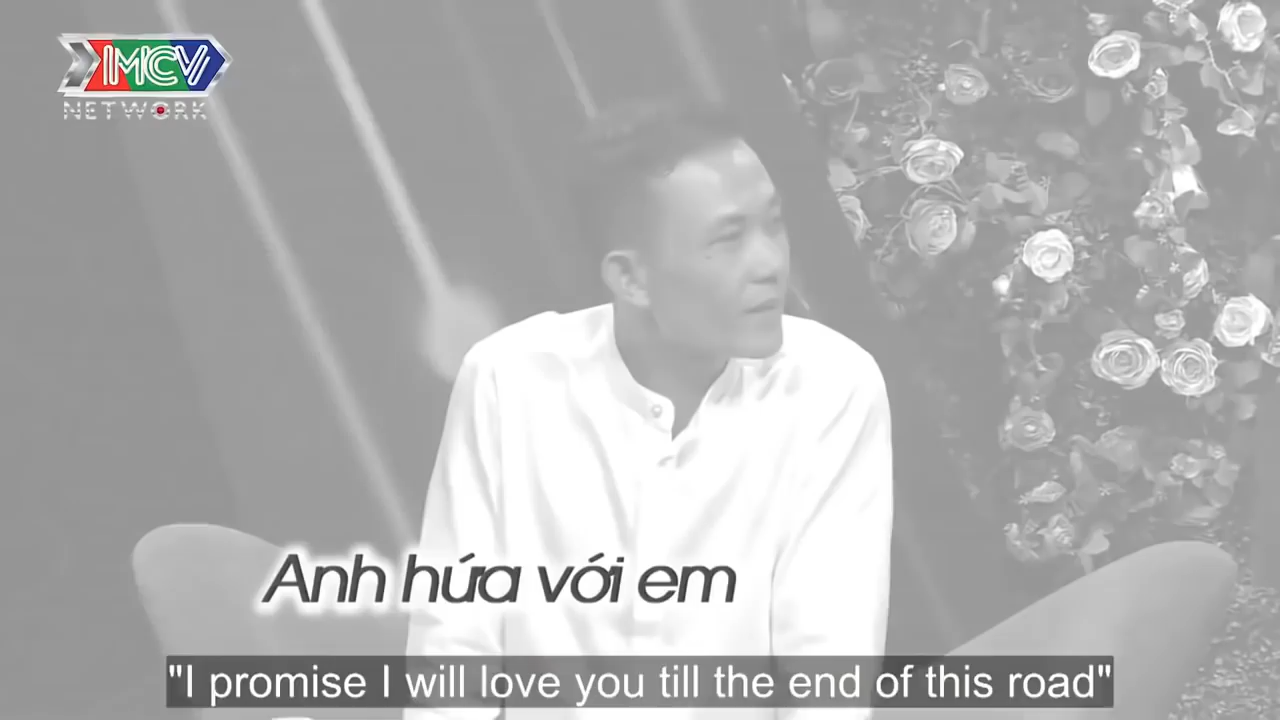 MCV
NETWORK
Anh hứa với em
"I promise I will love you till the end of this road"